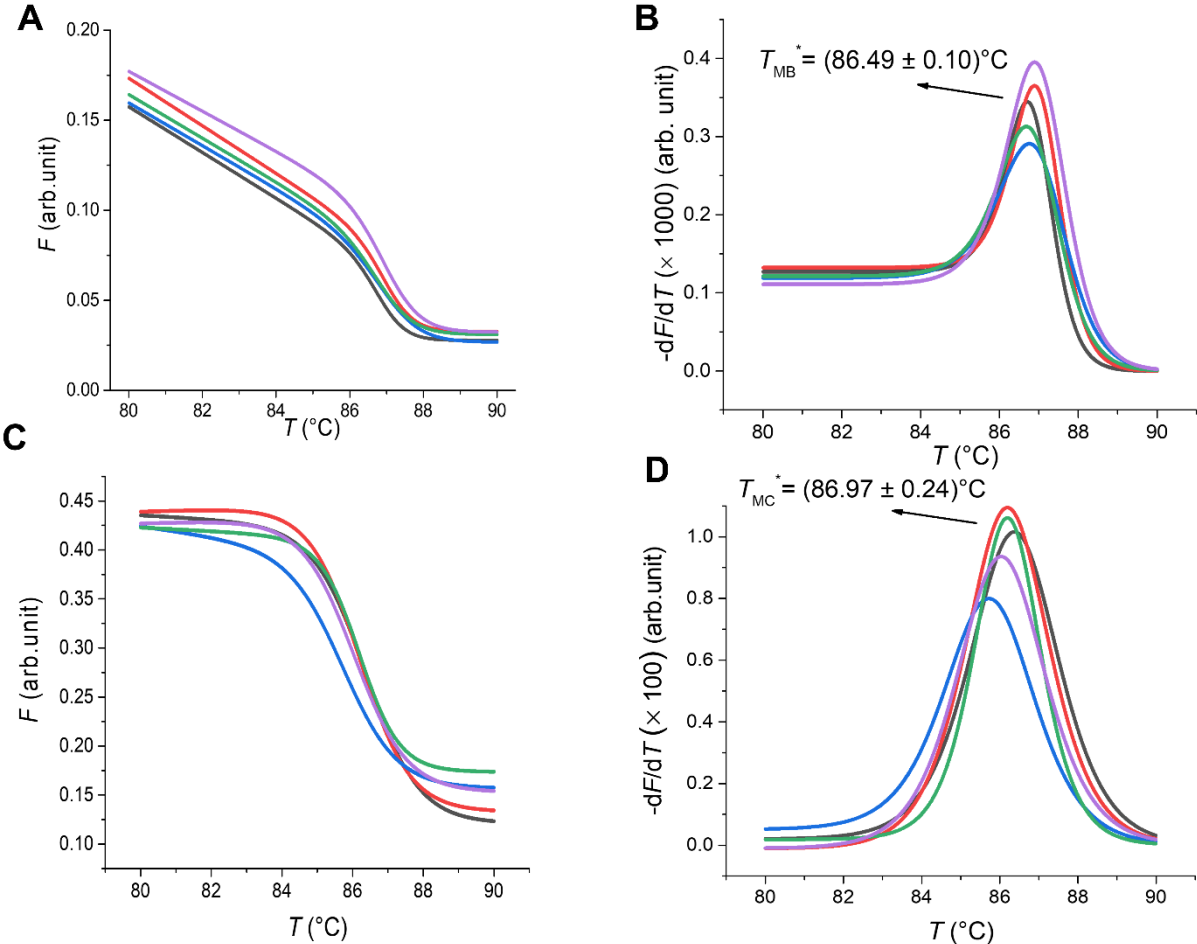 A
0.20
0.15
0.10
0.05
0.00
F (arb.unit)
80 82 84 86 88 90
T (°C)
B
T_MB* = (86.49 ± 0.10)°C
0.4
0.3
0.2
0.1
0.0
-dF/dT (× 1000) (arb. unit)
80 82 84 86 88 90
T (°C)
C
0.45
0.40
0.35
0.30
0.25
0.20
0.15
0.10
F (arb.unit)
80 82 84 86 88 90
T (°C)
D
T_MC* = (86.97 ± 0.24)°C
1.0
0.8
0.6
0.4
0.2
0.0
-dF/dT (× 100) (arb.unit)
80 82 84 86 88 90
T (°C)